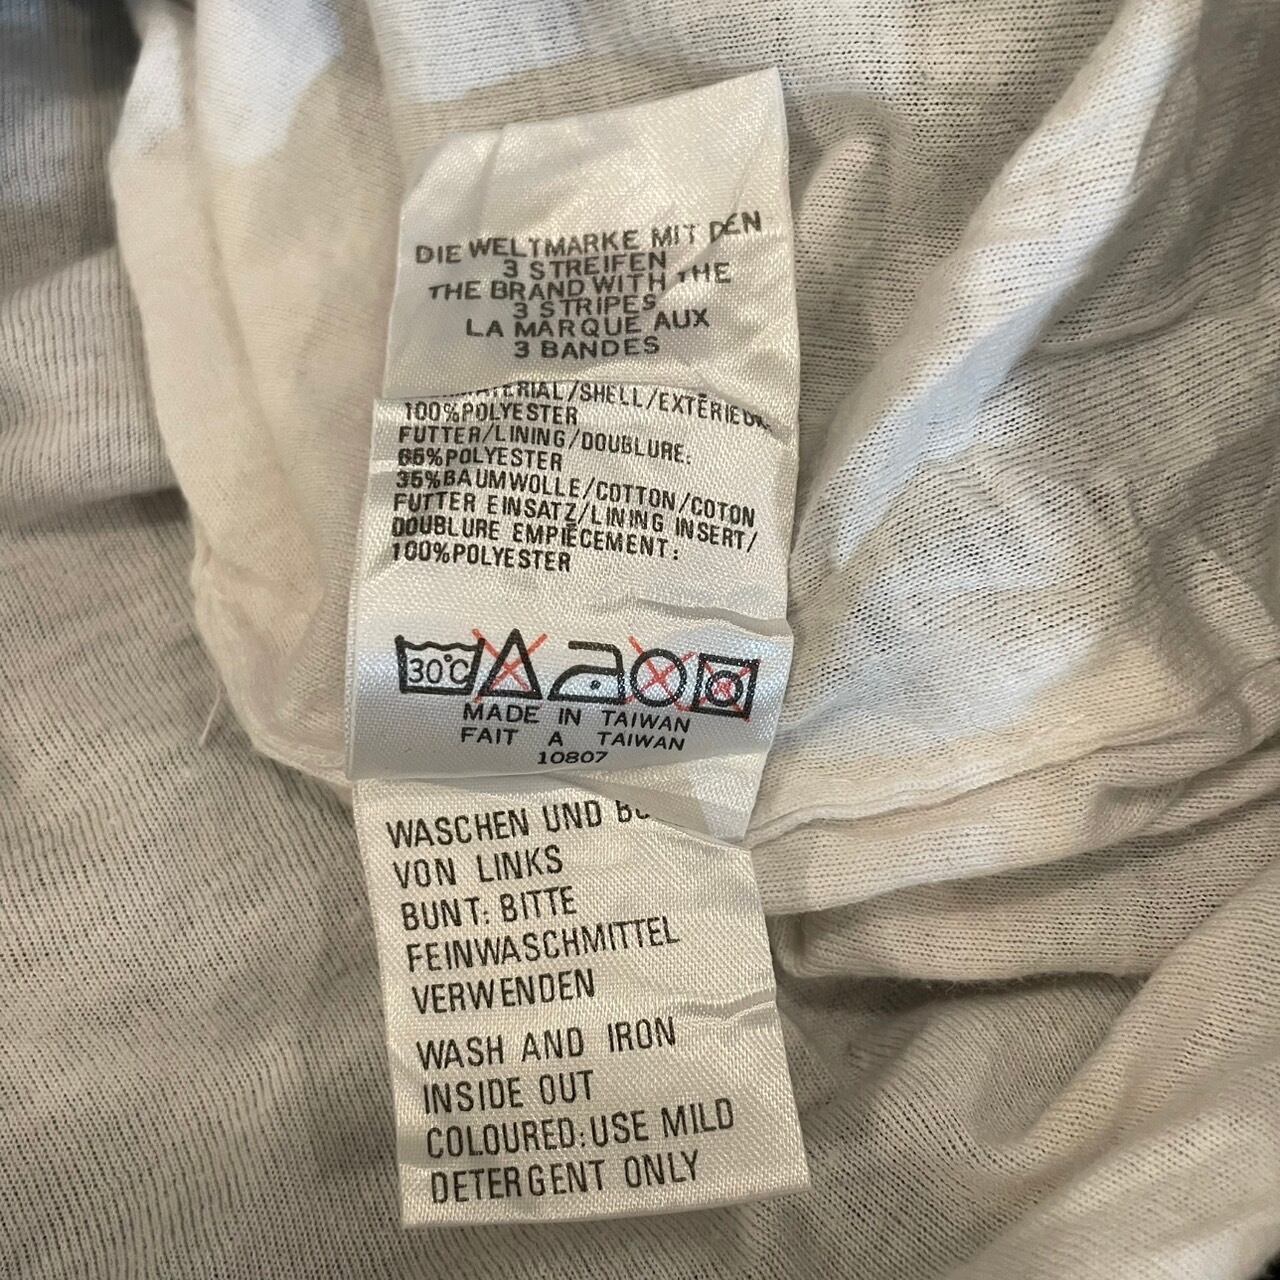 DIE WELTMARKE MIT DEN
3 STREIFEN
THE BRAND WITH THE
3 STRIPES
LA MARQUE AUX
3 BANDES
/SHELL/EXTÉRIEUR:
100%POLYESTER
FUTTER/LINING/DOUBLURE:
65%POLYESTER
35%BAUMWOLLE/COTTON/COTON
FUTTER EINSATZ/LINING INSERT/
DOUBLURE EMPIÈCEMENT:
100%POLYESTER
30°C
MADE IN TAIWAN
FAIT A TAIWAN
10807
WASCHEN UND
VON LINKS
BUNT: BITTE
FEINWASCHMITTEL
VERWENDEN
WASH AND IRON
INSIDE OUT
COLOURED:USE MILD
DETERGENT ONLY